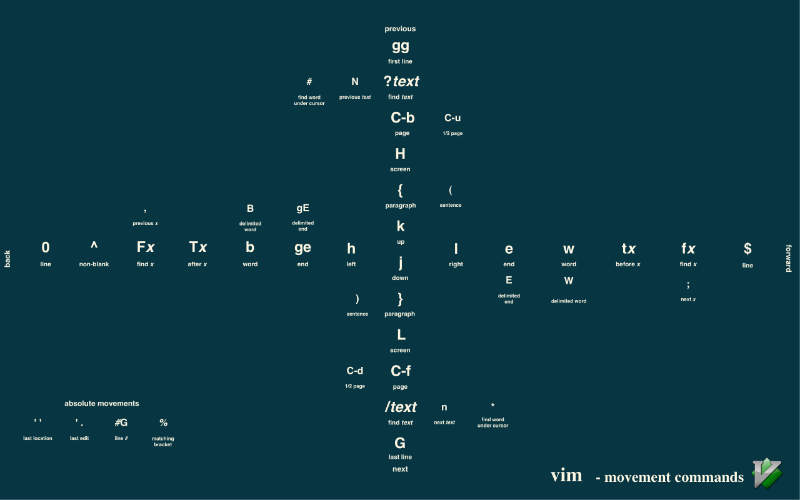 previous
gg
first line
# N ?text
find word under cursor previous text find text
C-b C-u
page 1/2 page
H
screen
{ (
paragraph sentence
, B gE k
previous x delimited word delimited end up
0 ^ Fx Tx b ge h l e w tx fx $
back line non-blank find x after x word end left right end word before x find x line forward
j E W ;
down delimited end delimited word next x
) }
sentence paragraph
L
screen
C-d C-f
1/2 page page
/text n *
find text next text find word under cursor
absolute movements
' ' ' . #G %
last location last edit line # matching bracket
G
last line
next
vim - movement commands